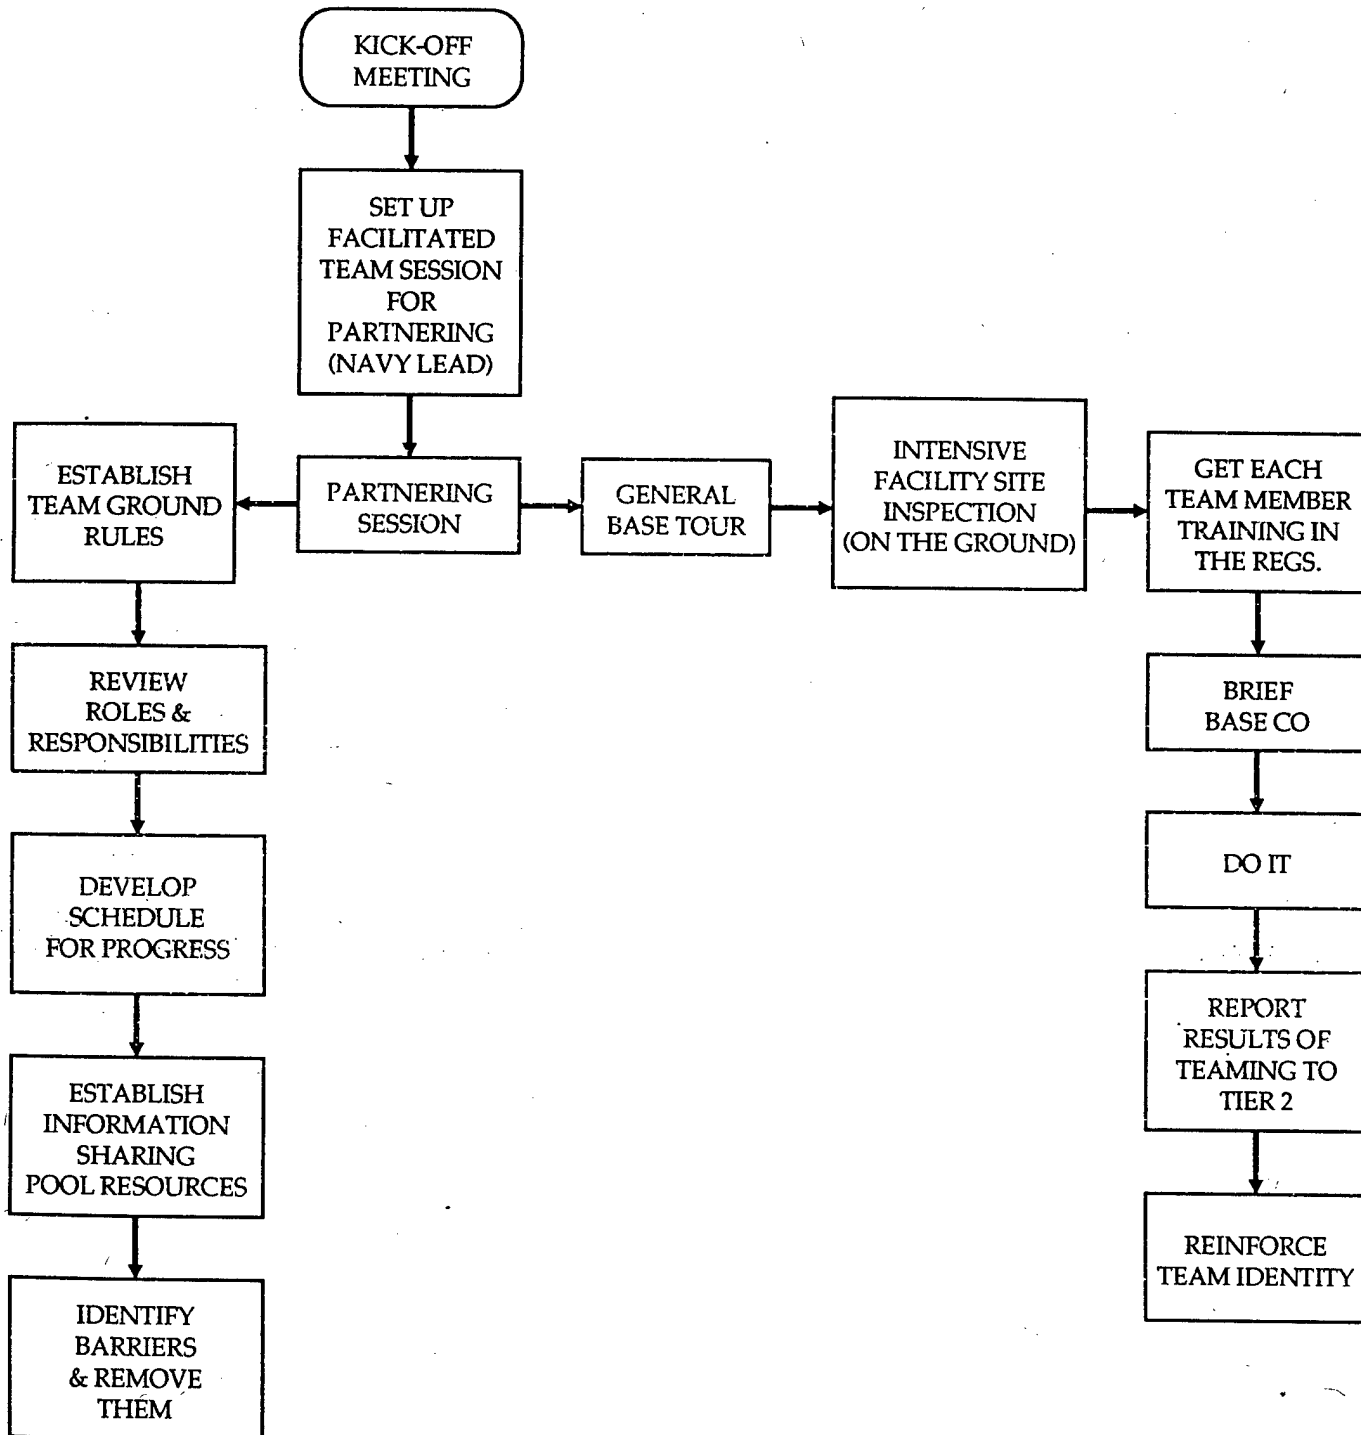 KICK-OFF
MEETING
SET UP
FACILITATED
TEAM SESSION
FOR
PARTNERING
(NAVY LEAD)
PARTNERING
SESSION
ESTABLISH
TEAM GROUND
RULES
REVIEW
ROLES &
RESPONSIBILITIES
DEVELOP
SCHEDULE
FOR PROGRESS
ESTABLISH
INFORMATION
SHARING
POOL RESOURCES
IDENTIFY
BARRIERS
& REMOVE
THEM
GENERAL
BASE TOUR
INTENSIVE
FACILITY SITE
INSPECTION
(ON THE GROUND)
GET EACH
TEAM MEMBER
TRAINING IN
THE REGS.
BRIEF
BASE CO
DO IT
REPORT
RESULTS OF
TEAMING TO
TIER 2
REINFORCE
TEAM IDENTITY